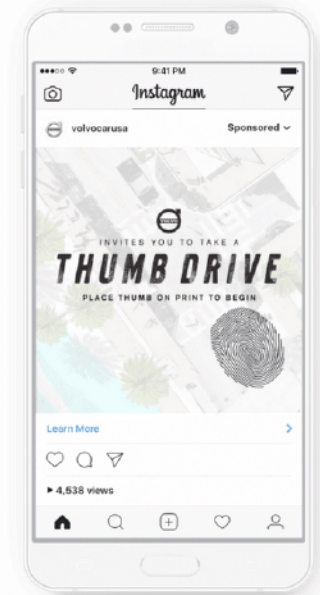 9:41 PM
Instagram
volvocarusa Sponsored
INVITES YOU TO TAKE A
THUMB DRIVE
PLACE THUMB ON PRINT TO BEGIN
Learn More
4,538 views